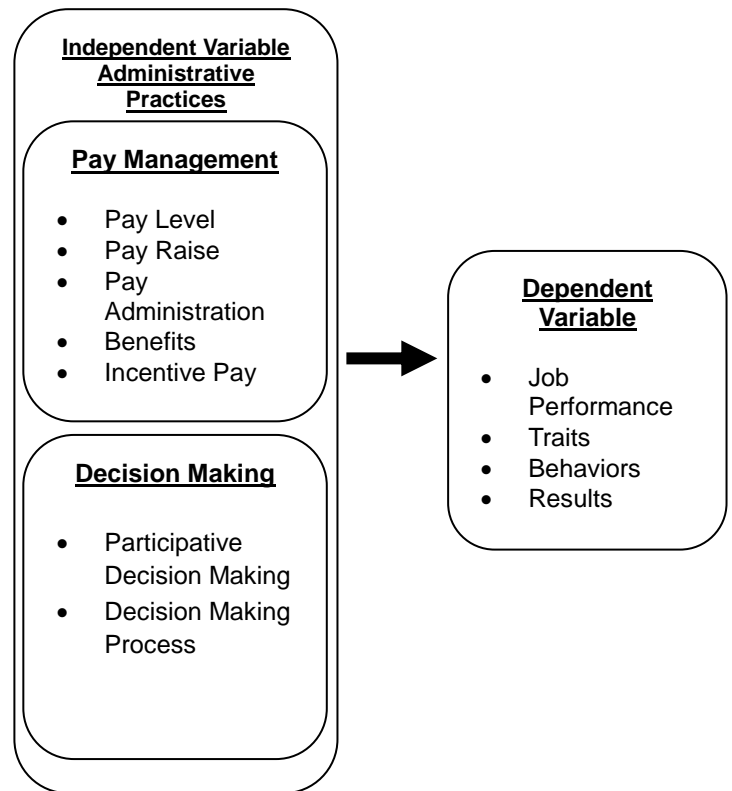 Independent Variable
Administrative
Practices
Pay Management
• Pay Level
• Pay Raise
• Pay
Administration
• Benefits
• Incentive Pay
Decision Making
• Participative
Decision Making
• Decision Making
Process
Dependent
Variable
• Job
Performance
• Traits
• Behaviors
• Results